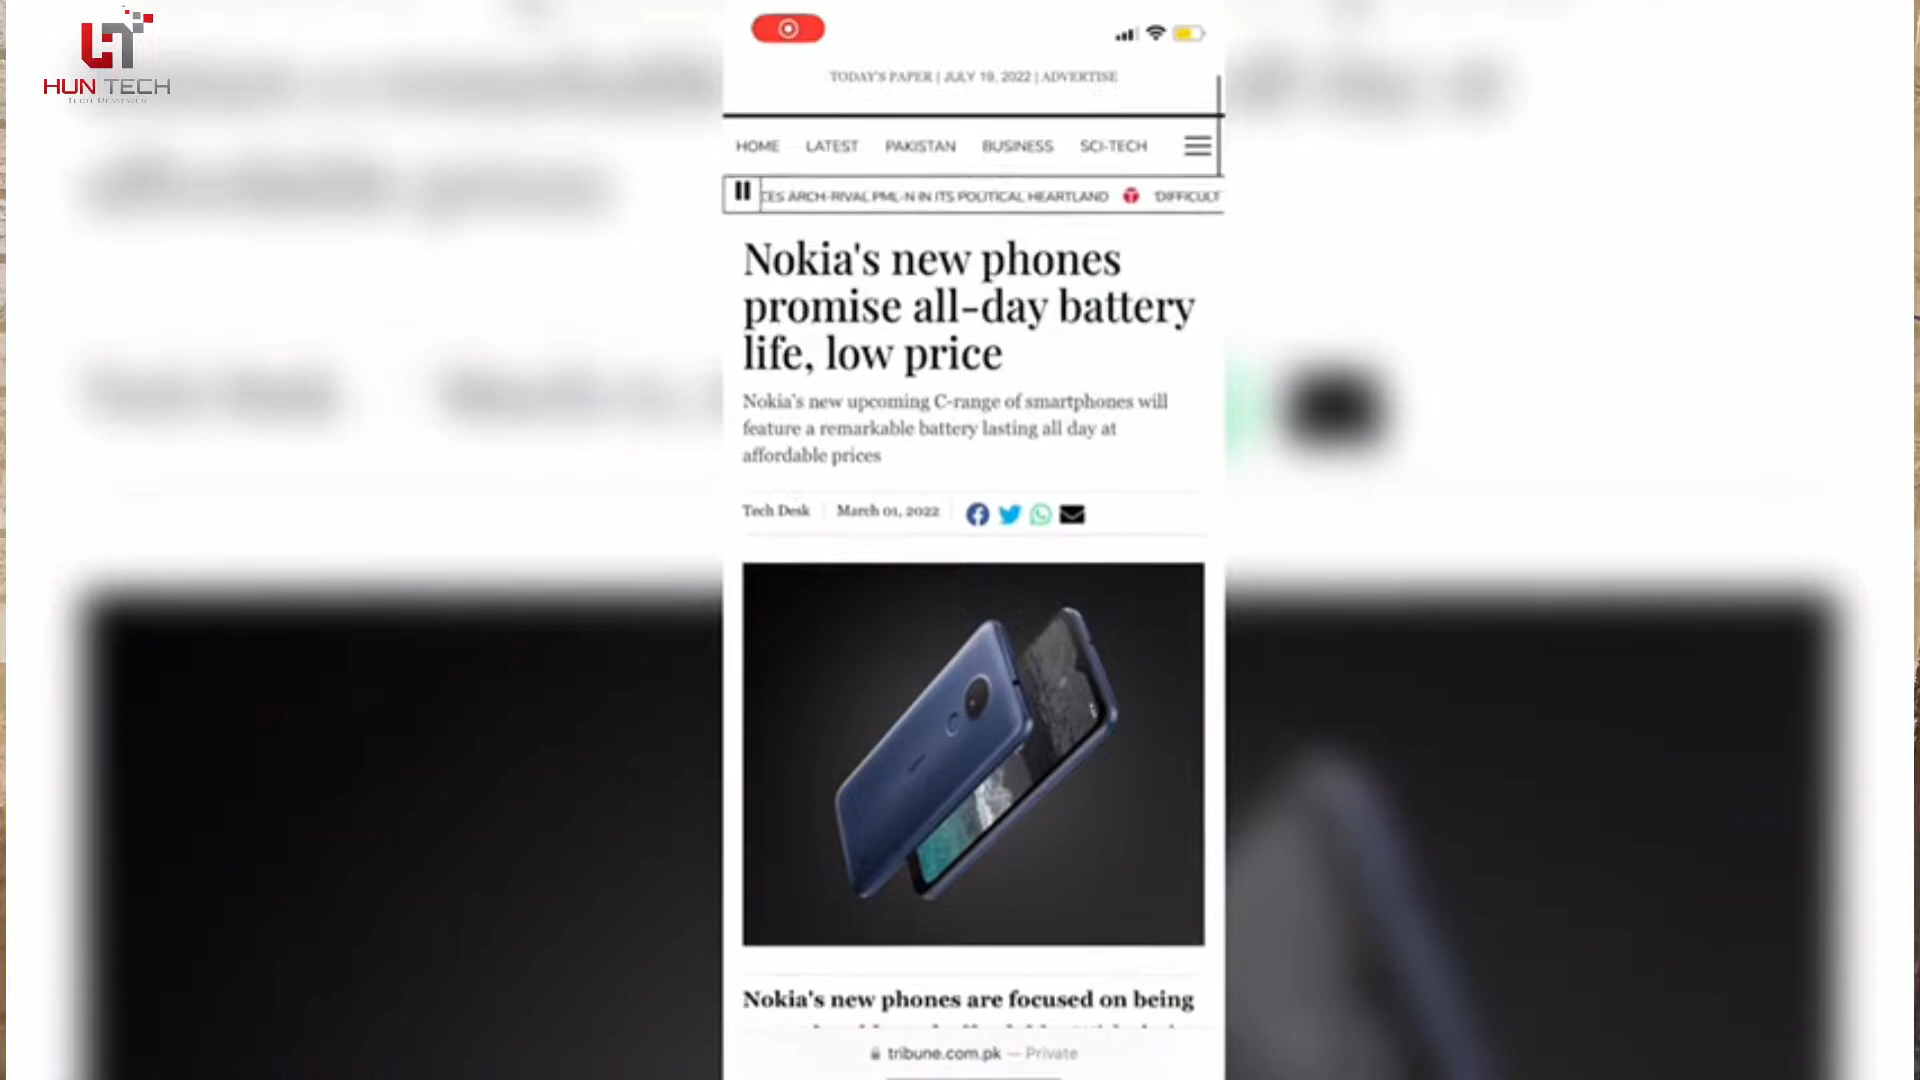 HUN TECH
TECH REVIEWER
TODAY'S PAPER | JULY 19, 2022 | ADVERTISE
HOME LATEST PAKISTAN BUSINESS SCI-TECH
CES ARCH-RIVAL PML-N IN ITS POLITICAL HEARTLAND 'DIFFICULT
Nokia's new phones
promise all-day battery
life, low price
Nokia's new upcoming C-range of smartphones will
feature a remarkable battery lasting all day at
affordable prices
Tech Desk March 01, 2022
Nokia's new phones are focused on being
tribune.com.pk — Private